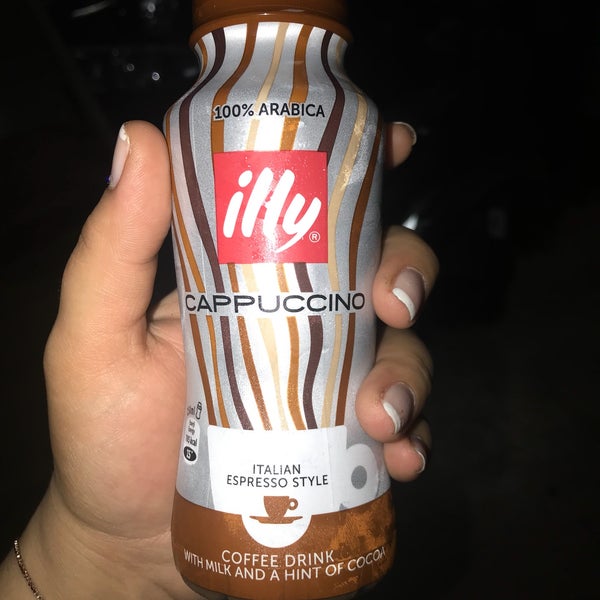 100% ARABICA
illy®
CAPPUCCINO
ITALIAN
ESPRESSO STYLE
COFFEE DRINK
WITH MILK AND A HINT OF COCOA